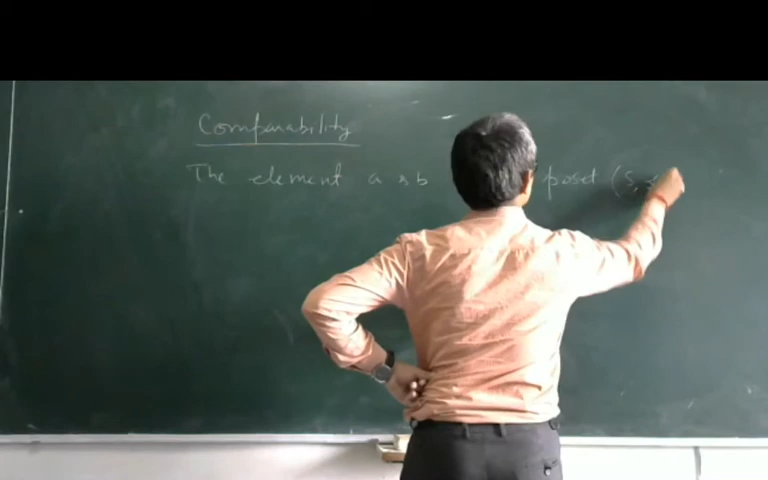 Comparability
The element a & b poset (S,